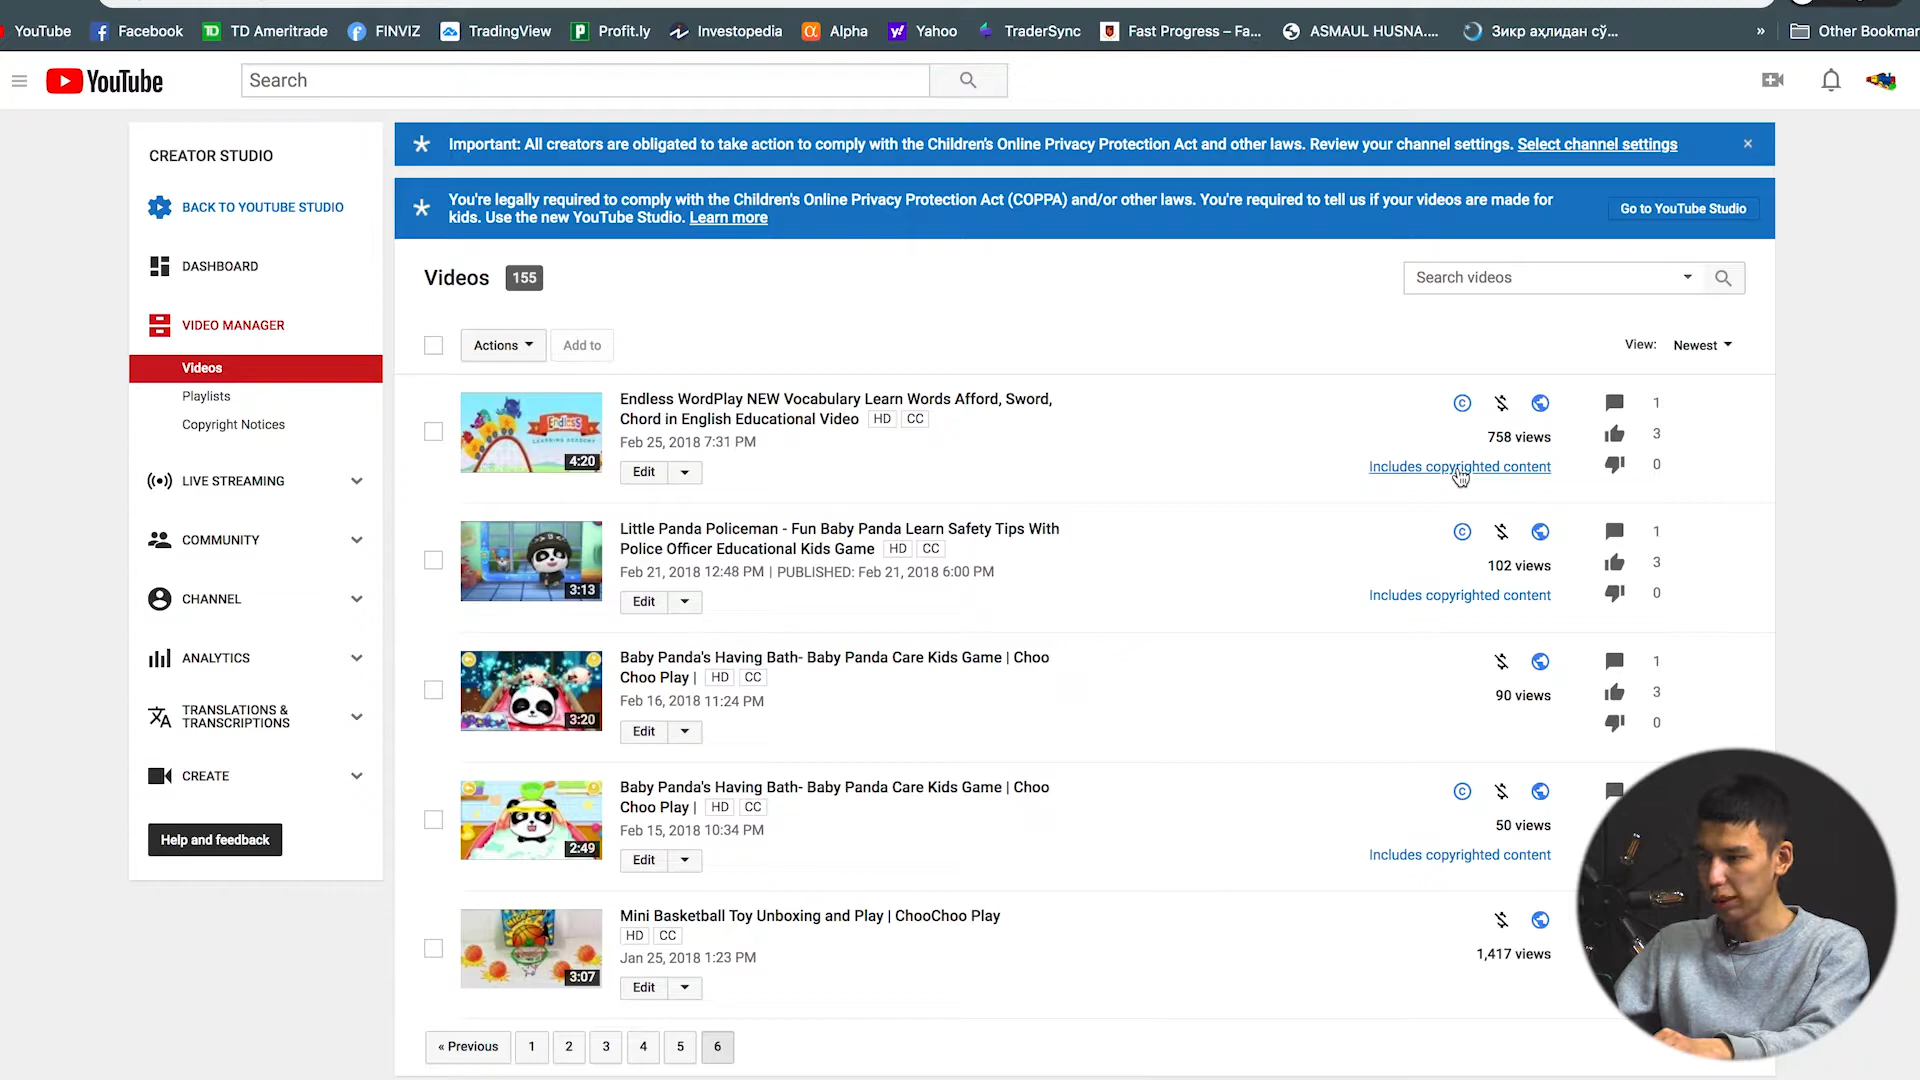 YouTube
Facebook
TD Ameritrade
FINVIZ
TradingView
Profit.ly
Investopedia
Alpha
Yahoo
TraderSync
Fast Progress – Fa...
ASMAUL HUSNA....
Зикр аҳлидан сў...
»
Other Bookmar
YouTube
Search
CREATOR STUDIO
BACK TO YOUTUBE STUDIO
DASHBOARD
VIDEO MANAGER
Videos
Playlists
Copyright Notices
LIVE STREAMING
COMMUNITY
CHANNEL
ANALYTICS
TRANSLATIONS &
TRANSCRIPTIONS
CREATE
Help and feedback
Important: All creators are obligated to take action to comply with the Children's Online Privacy Protection Act and other laws. Review your channel settings. Select channel settings
You're legally required to comply with the Children's Online Privacy Protection Act (COPPA) and/or other laws. You're required to tell us if your videos are made for
kids. Use the new YouTube Studio. Learn more
Go to YouTube Studio
Videos 155
Search videos
Actions
Add to
View: Newest
4:20
Endless WordPlay NEW Vocabulary Learn Words Afford, Sword,
Chord in English Educational Video HD CC
Feb 25, 2018 7:31 PM
Edit
758 views
Includes copyrighted content
1
3
0
3:13
Little Panda Policeman - Fun Baby Panda Learn Safety Tips With
Police Officer Educational Kids Game HD CC
Feb 21, 2018 12:48 PM | PUBLISHED: Feb 21, 2018 6:00 PM
Edit
102 views
Includes copyrighted content
1
3
0
3:20
Baby Panda's Having Bath- Baby Panda Care Kids Game | Choo
Choo Play | HD CC
Feb 16, 2018 11:24 PM
Edit
90 views
1
3
0
2:49
Baby Panda's Having Bath- Baby Panda Care Kids Game | Choo
Choo Play | HD CC
Feb 15, 2018 10:34 PM
Edit
50 views
Includes copyrighted content
3:07
Mini Basketball Toy Unboxing and Play | ChooChoo Play
HD CC
Jan 25, 2018 1:23 PM
Edit
1,417 views
« Previous 1 2 3 4 5 6